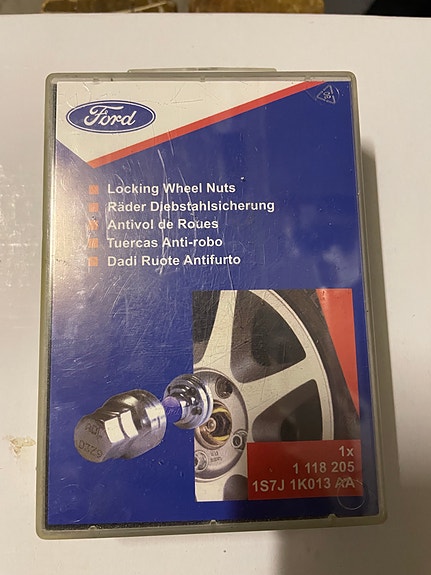 Ford
Locking Wheel Nuts
Räder Diebstahlsicherung
Antivol de Roues
Tuercas Anti-robo
Dadi Ruote Antifurto
1x
1 118 205
1S7J 1K013 AA